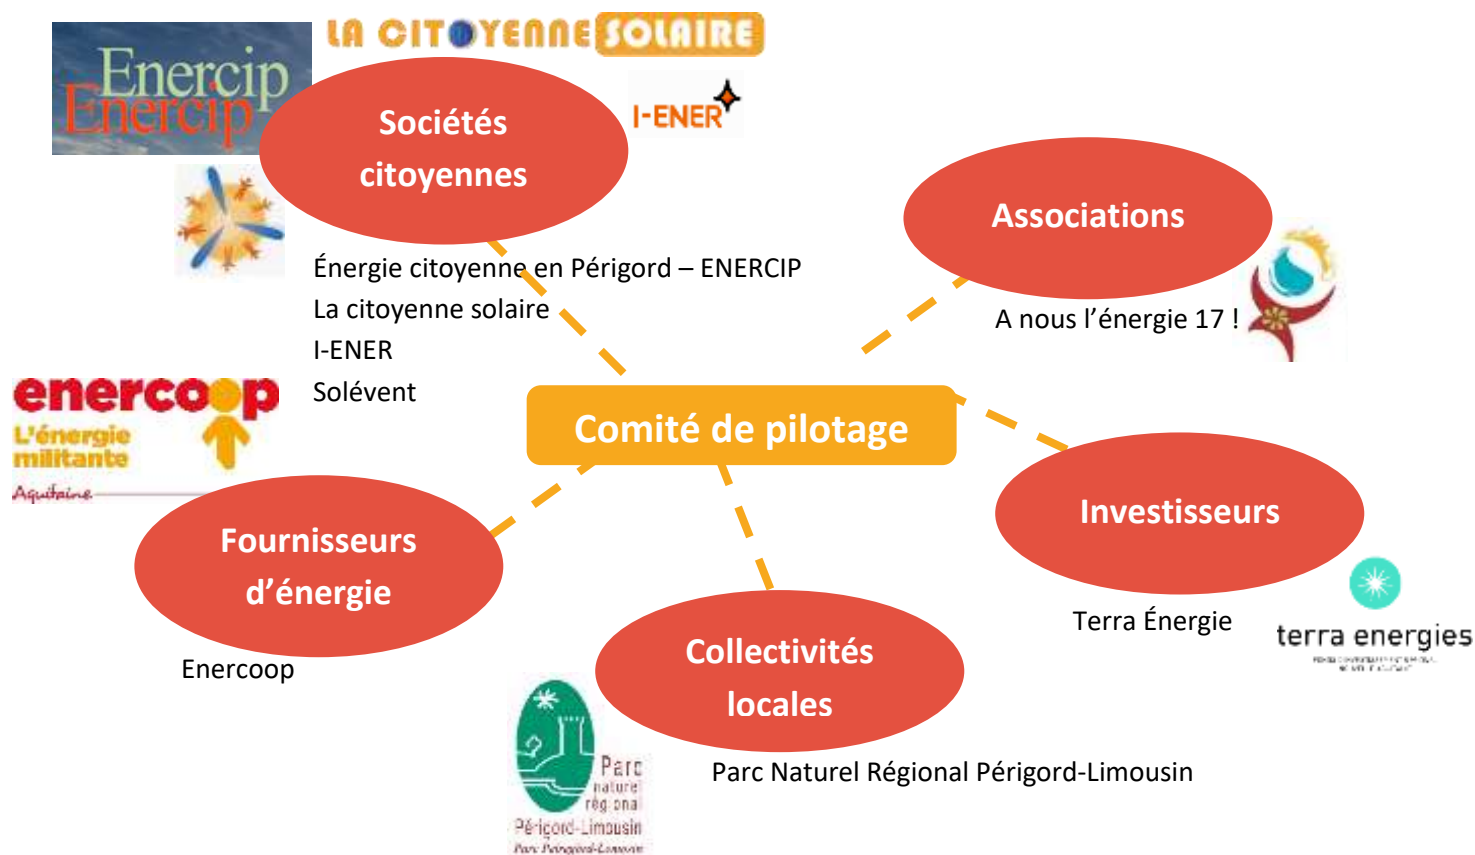 LA CITOYENNE SOLAIRE
Enercip
Enercip
I-ENER
Sociétés
citoyennes
Associations
Énergie citoyenne en Périgord – ENERCIP
La citoyenne solaire
I-ENER
Solévent
A nous l’énergie 17 !
enercoop
L'énergie
militante
Aquitaine
Comité de pilotage
Fournisseurs
d’énergie
Enercoop
Investisseurs
Terra Énergie
terra energies
Collectivités
locales
Parc Naturel Régional Périgord-Limousin
Parc
naturel
régional
Périgord-Limousin